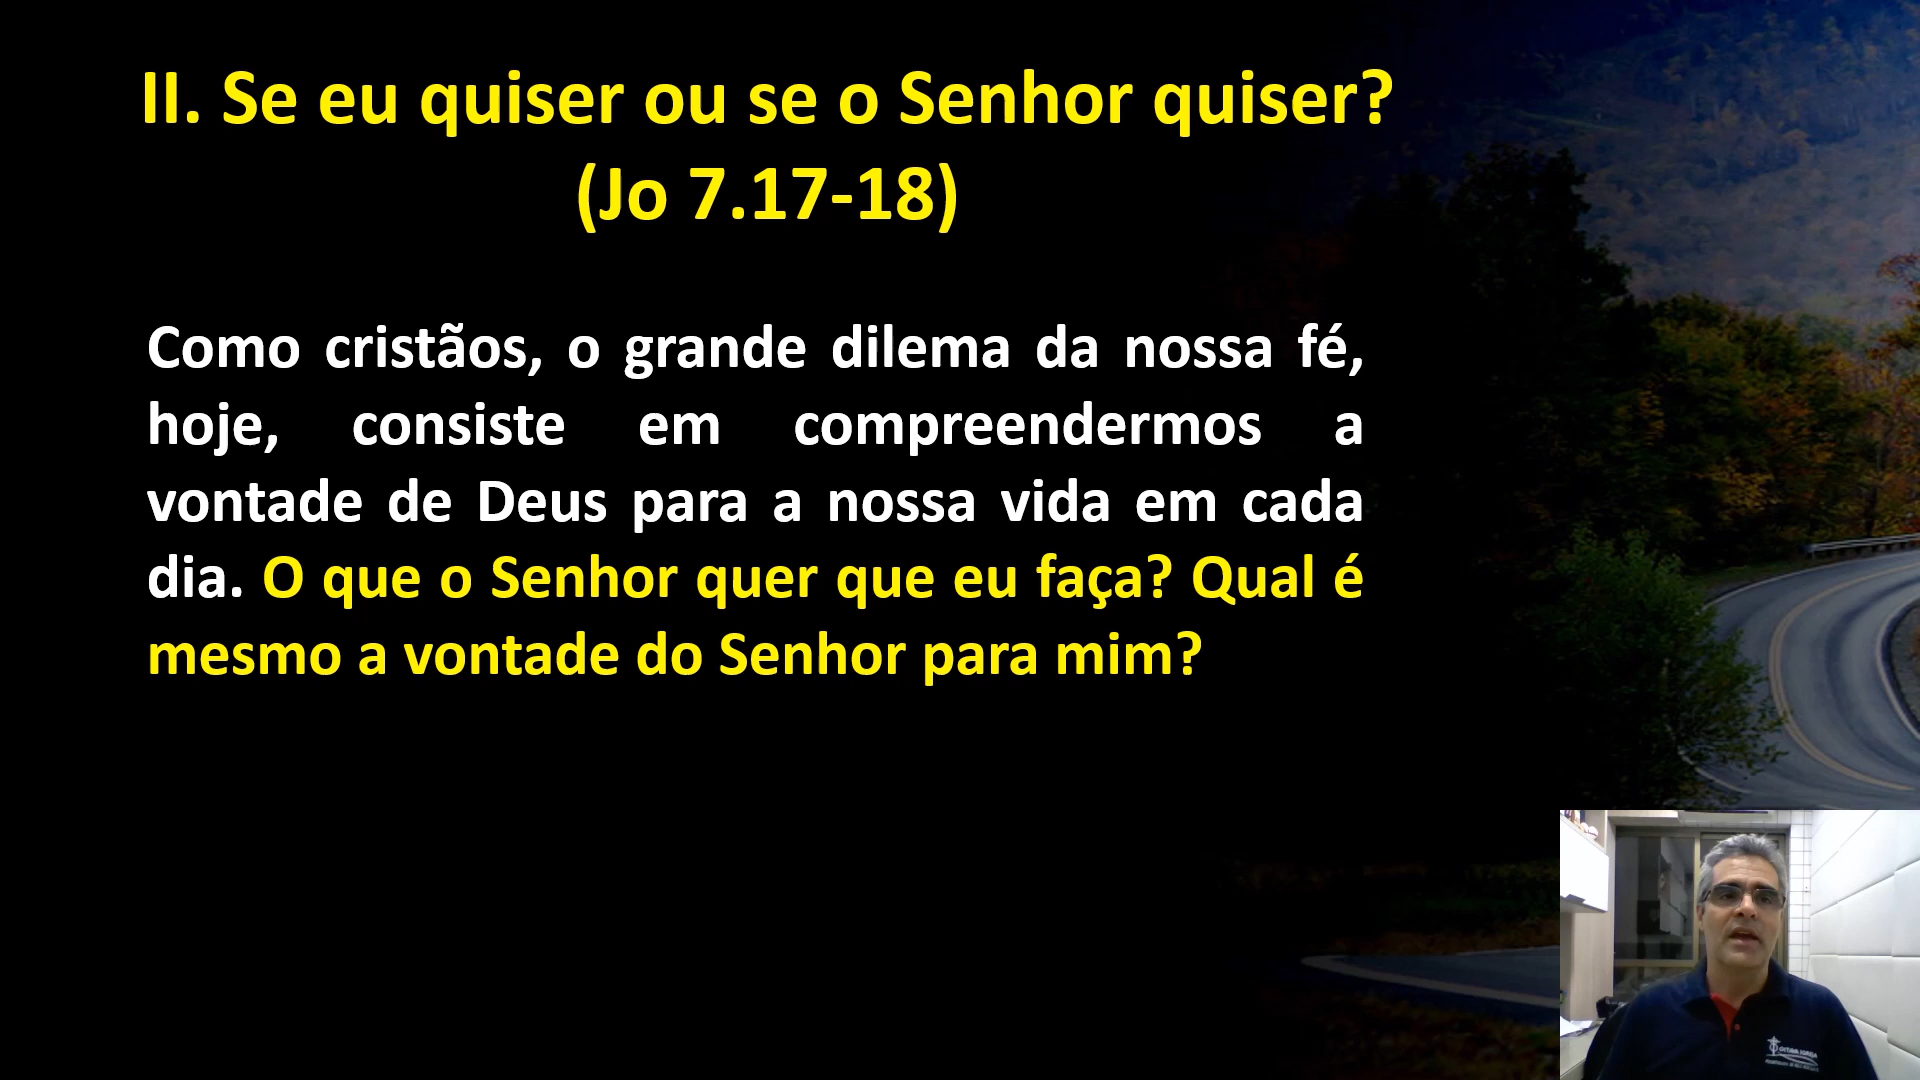 II. Se eu quiser ou se o Senhor quiser?
(Jo 7.17-18)
Como cristãos, o grande dilema da nossa fé,
hoje, consiste em compreendermos a
vontade de Deus para a nossa vida em cada
dia. O que o Senhor quer que eu faça? Qual é
mesmo a vontade do Senhor para mim?